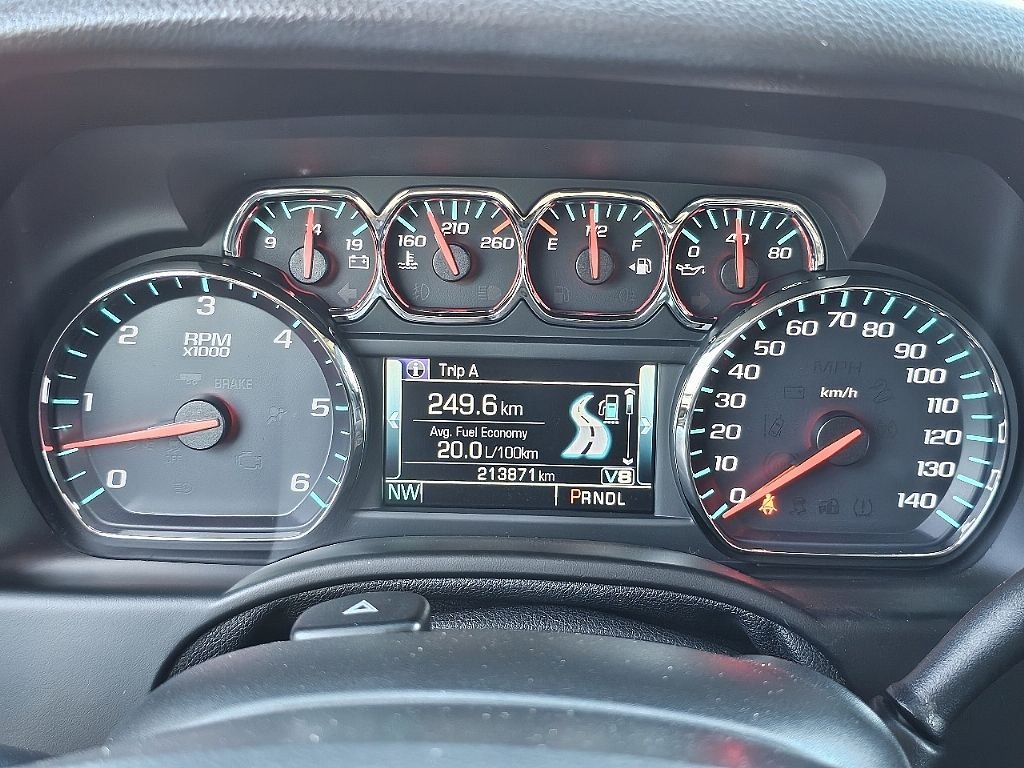 9 14 19
160 210 260
E 1/2 F
0 40 80
0 1 2 3 4 5 6
RPM
X1000
BRAKE
i Trip A
249.6 km
Avg. Fuel Economy
20.0 L/100km
213871 km
V8
NW
PRNDL
0 10 20 30 40 50 60 70 80 90 100 110 120 130 140
MPH
km/h